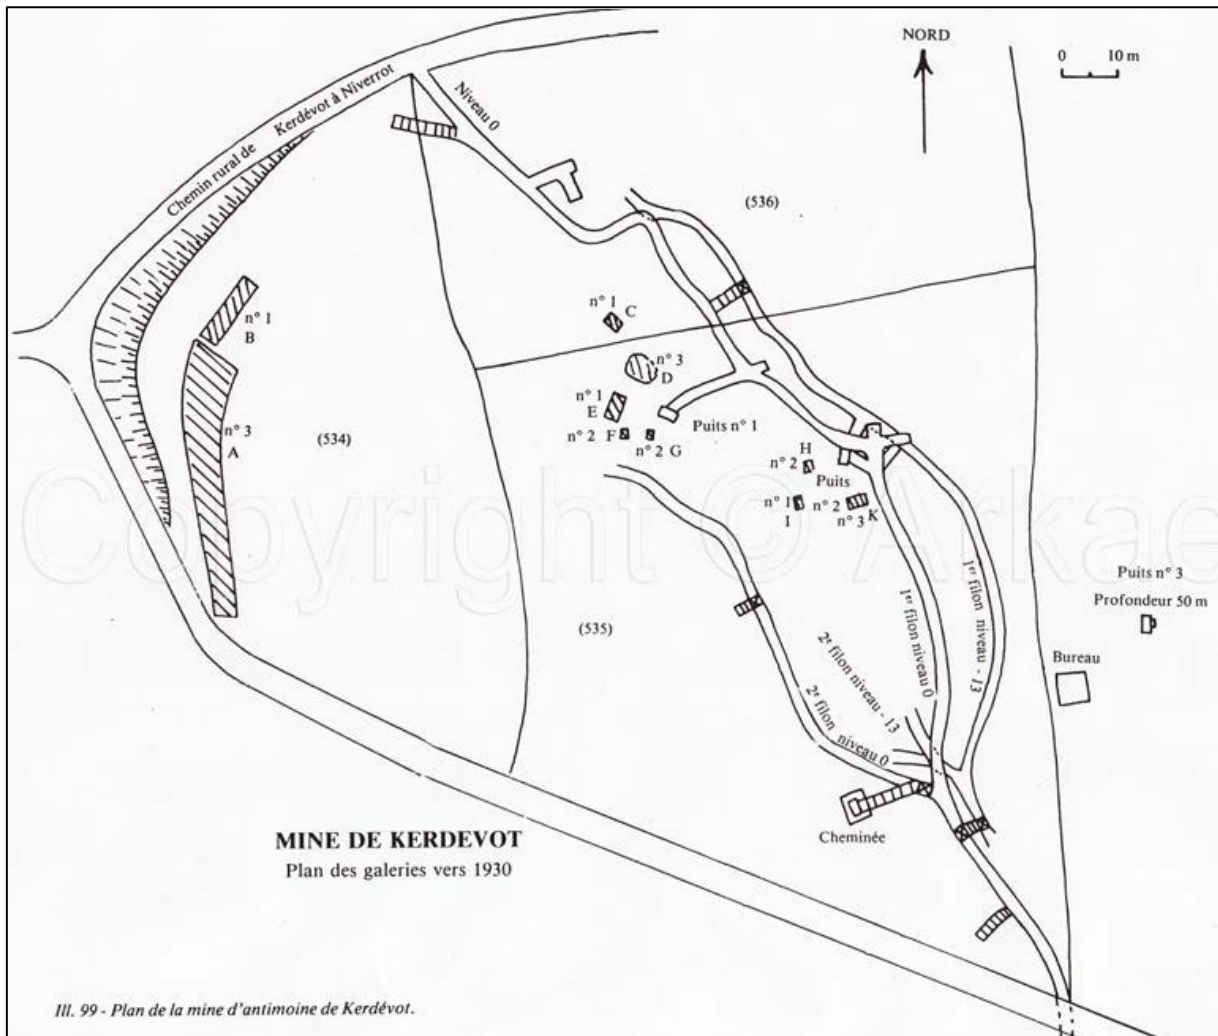 NORD
0 10 m
Chemin rural de Kerdévot à Niverrot
Niveau 0
(536)
n° 1
B
n° 1
C
n° 3
D
n° 1
E
n° 2 F
n° 2 G
Puits n° 1
n° 3
A
(534)
H
n° 2
Puits
n° 1
I
n° 2
n° 3 K
Copyright © Arkae
1er filon niveau - 13
1er filon niveau 0
2e filon niveau - 13
2e filon niveau 0
(535)
Puits n° 3
Profondeur 50 m
Bureau
Cheminée
MINE DE KERDEVOT
Plan des galeries vers 1930
Ill. 99 - Plan de la mine d'antimoine de Kerdévot.